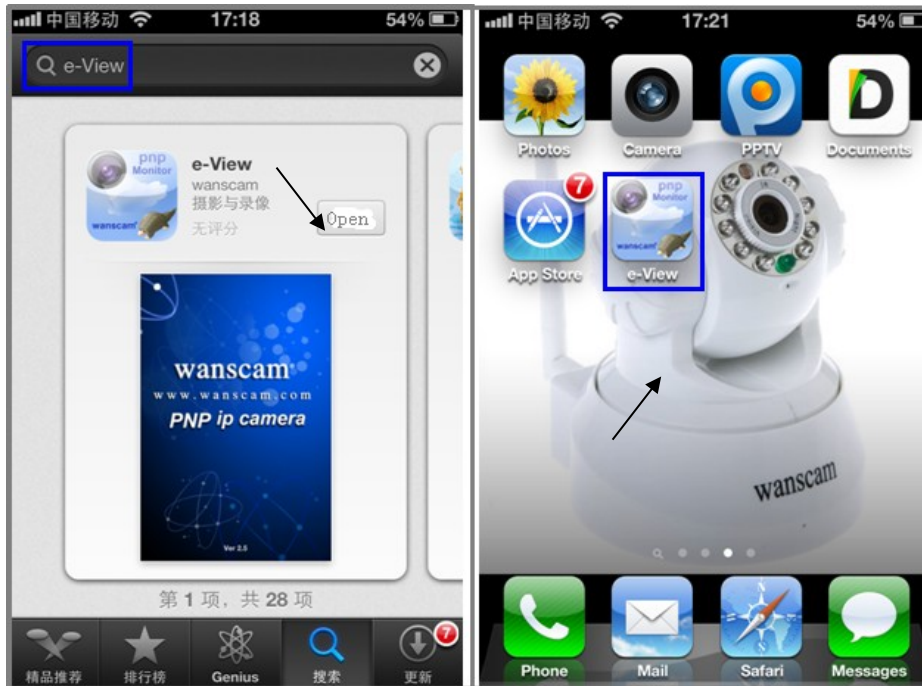 中国移动 17:18 54%
e-View
pnp
Monitor
wanscam
e-View
wanscam
摄影与录像
无评分
Open
wanscam
www.wanscam.com
PNP ip camera
Ver 2.5
第 1 项，共 28 项
7
精品推荐 排行榜 Genius 搜索 更新
中国移动 17:21 54%
Photos Camera PPTV Documents
7
pnp
Monitor
wanscam
App Store e-View
wanscam
Phone Mail Safari Messages